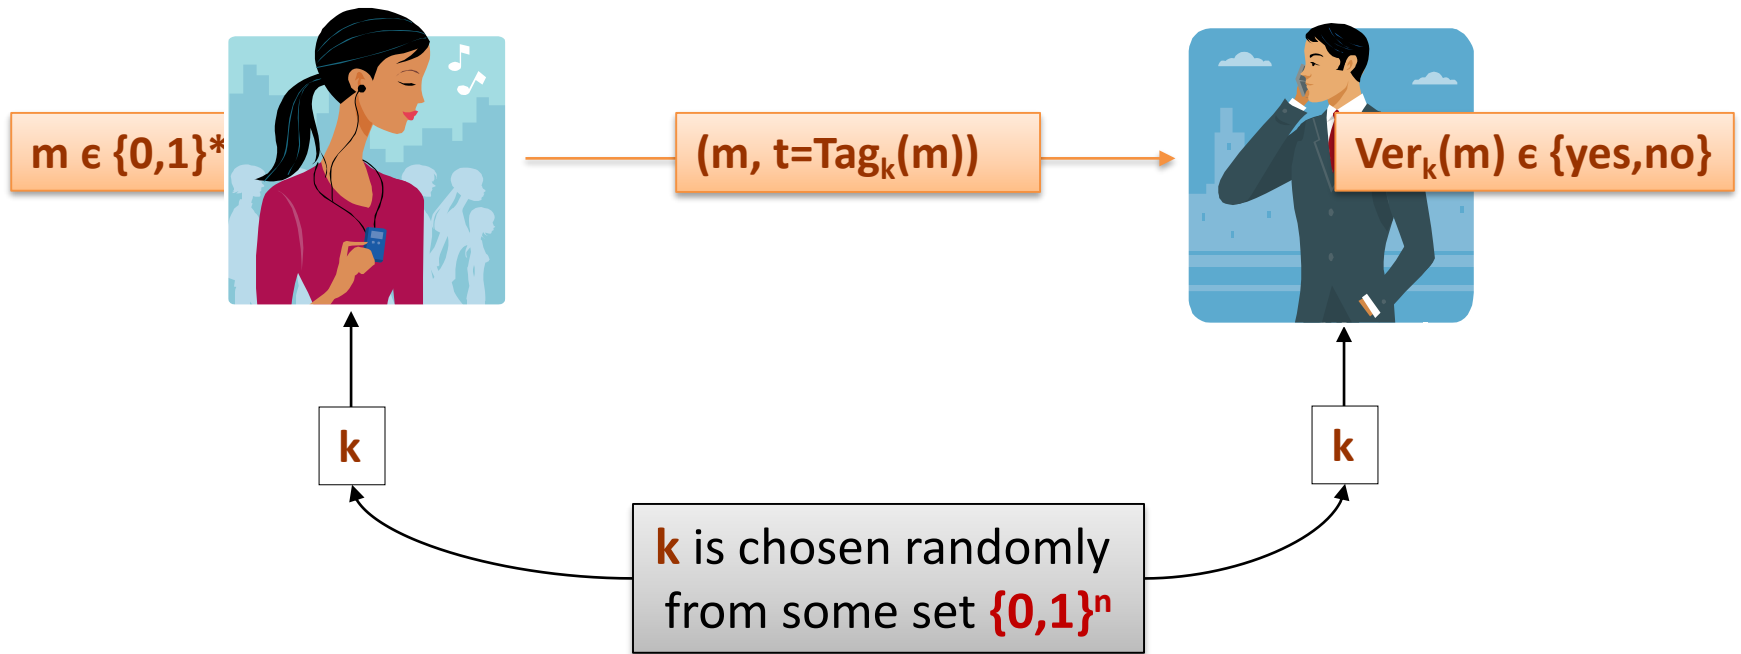 m є {0,1}*
(m, t=Tagₖ(m))
Verₖ(m) є {yes,no}
k
k
k is chosen randomly
from some set {0,1}ⁿ